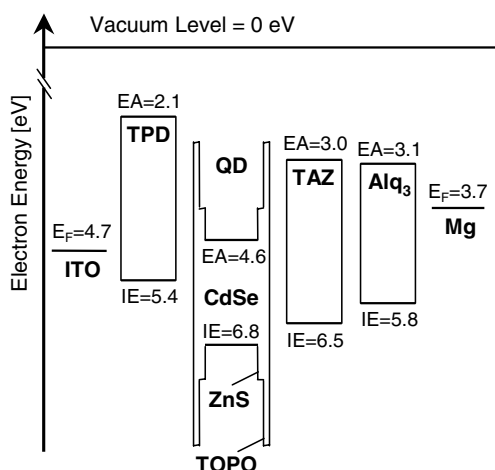 Vacuum Level = 0 eV
Electron Energy [eV]
EA=2.1
TPD
IE=5.4
E_F=4.7
ITO
QD
EA=4.6
CdSe
IE=6.8
ZnS
TOPO
EA=3.0
TAZ
IE=6.5
EA=3.1
Alq₃
IE=5.8
E_F=3.7
Mg